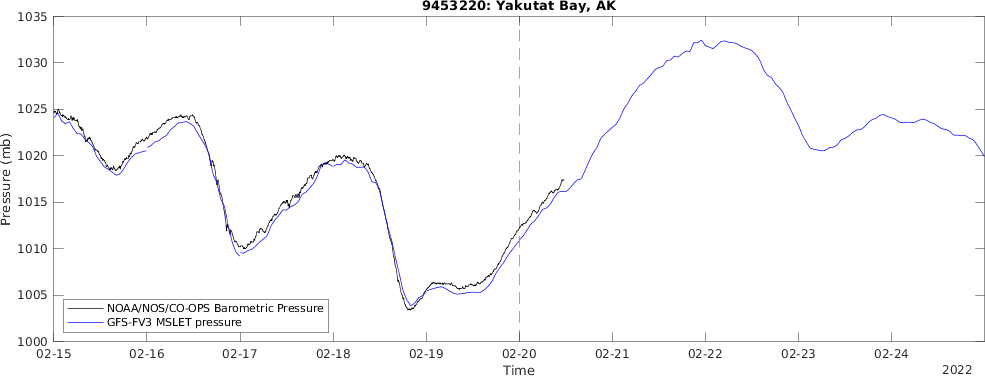 9453220: Yakutat Bay, AK
Pressure (mb)
1035
1030
1025
1020
1015
1010
1005
1000
NOAA/NOS/CO-OPS Barometric Pressure
GFS-FV3 MSLET pressure
02-15 02-16 02-17 02-18 02-19 02-20 02-21 02-22 02-23 02-24
Time
2022